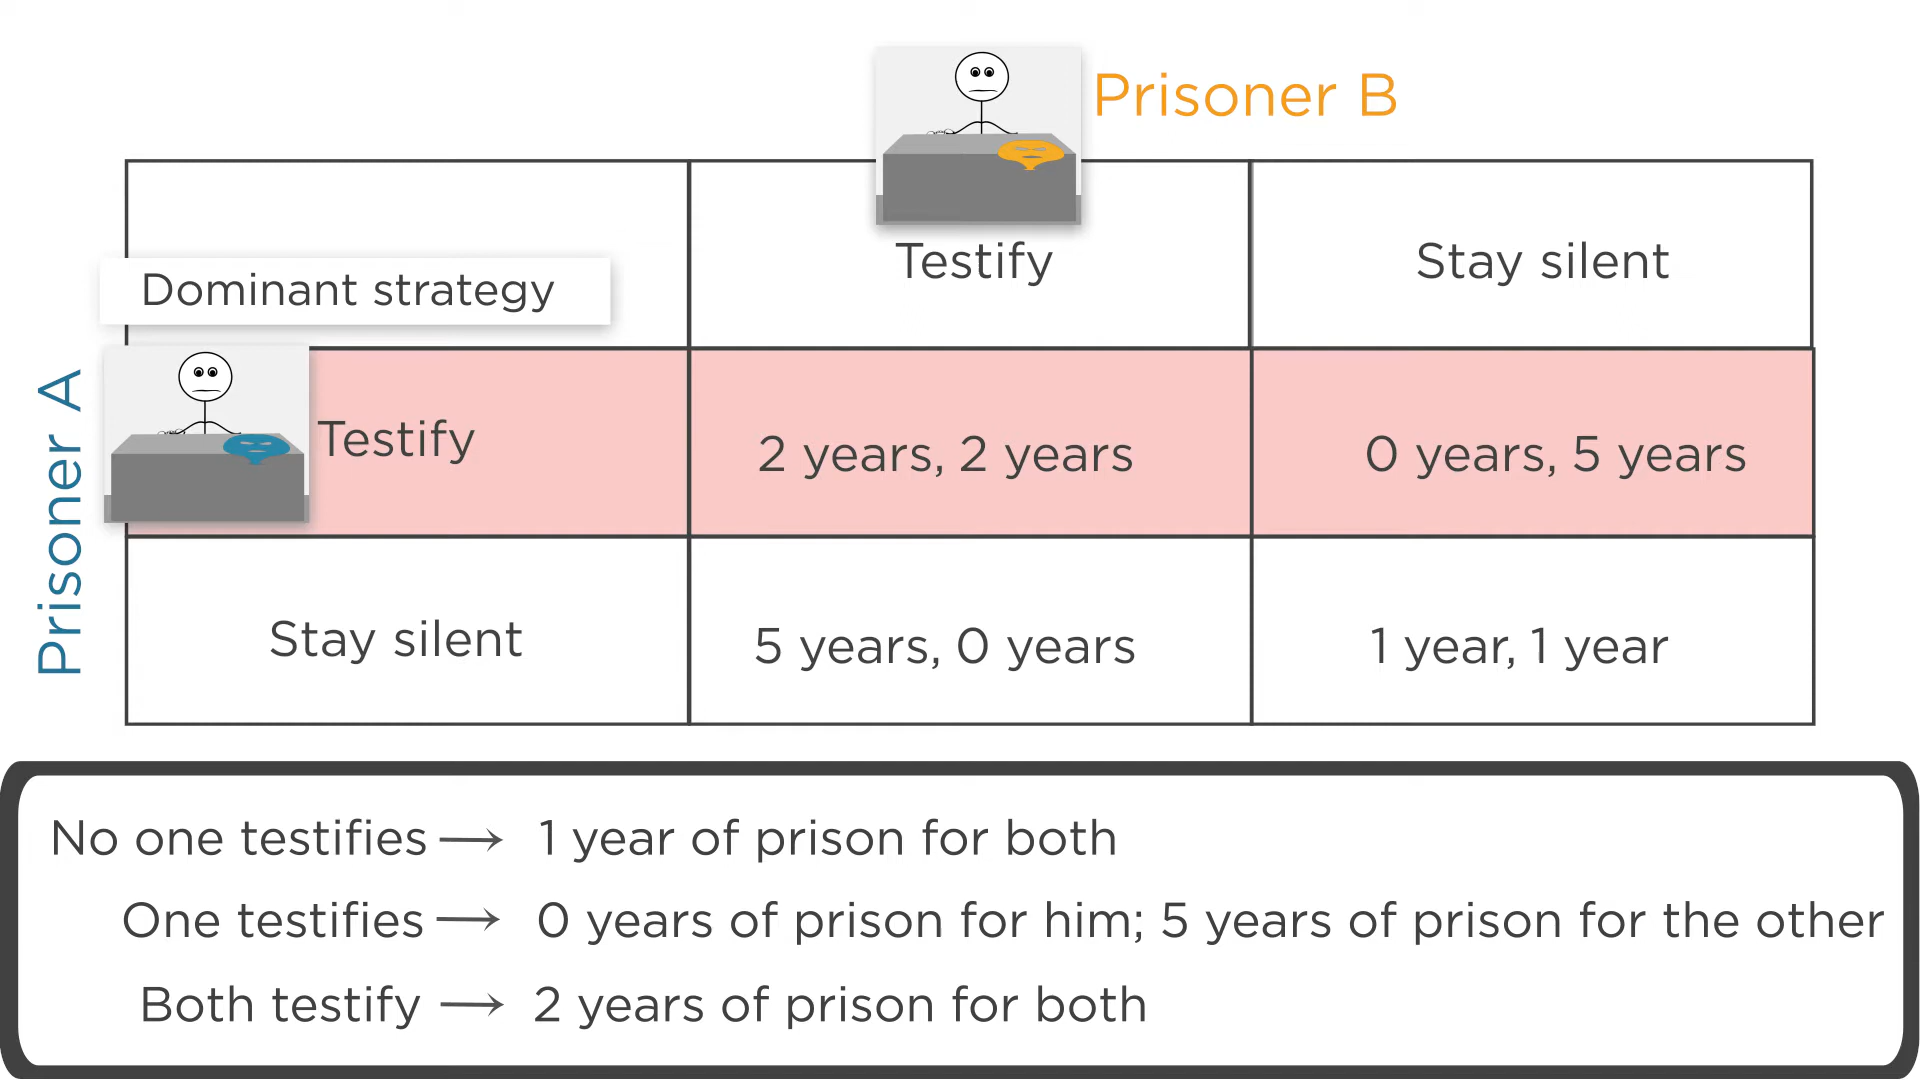 Prisoner B
Testify
Stay silent
Dominant strategy
Prisoner A
Testify
2 years, 2 years
0 years, 5 years
Stay silent
5 years, 0 years
1 year, 1 year
No one testifies → 1 year of prison for both
One testifies → 0 years of prison for him; 5 years of prison for the other
Both testify → 2 years of prison for both